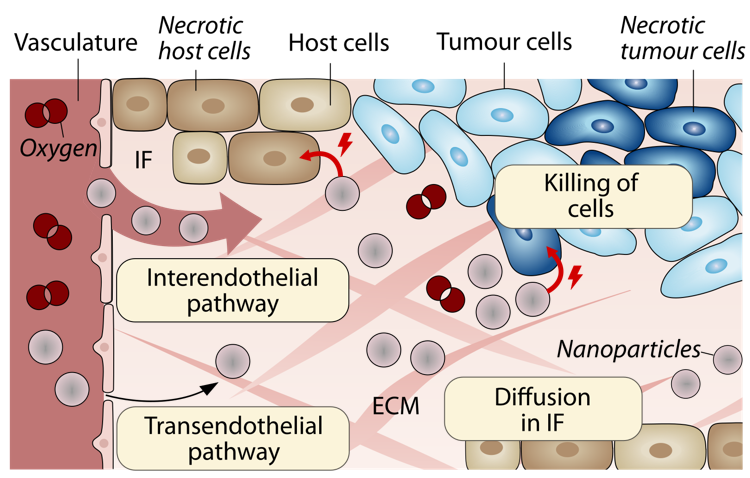 Vasculature
Necrotic
host cells
Host cells
Tumour cells
Necrotic
tumour cells
Oxygen
IF
Killing of
cells
Interendothelial
pathway
Nanoparticles
ECM
Diffusion
in IF
Transendothelial
pathway